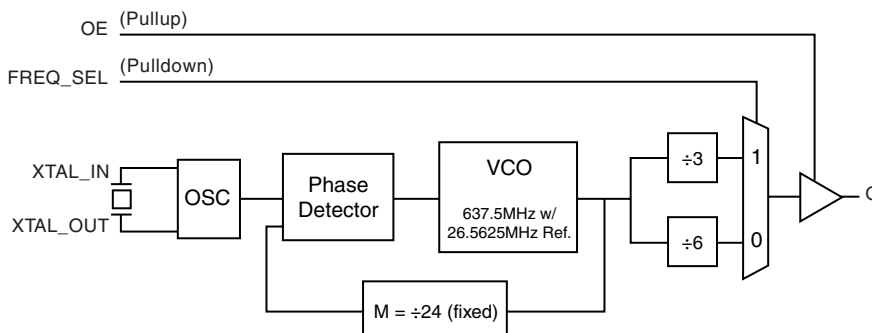 OE (Pullup)
FREQ_SEL (Pulldown)
XTAL_IN
XTAL_OUT
OSC
Phase
Detector
VCO
637.5MHz w/
26.5625MHz Ref.
M = ÷24 (fixed)
÷3
÷6
1
0